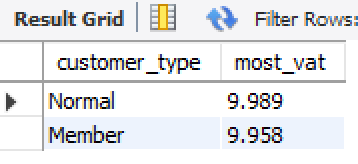 Result Grid Filter Rows:
customer_type most_vat
Normal 9.989
Member 9.958